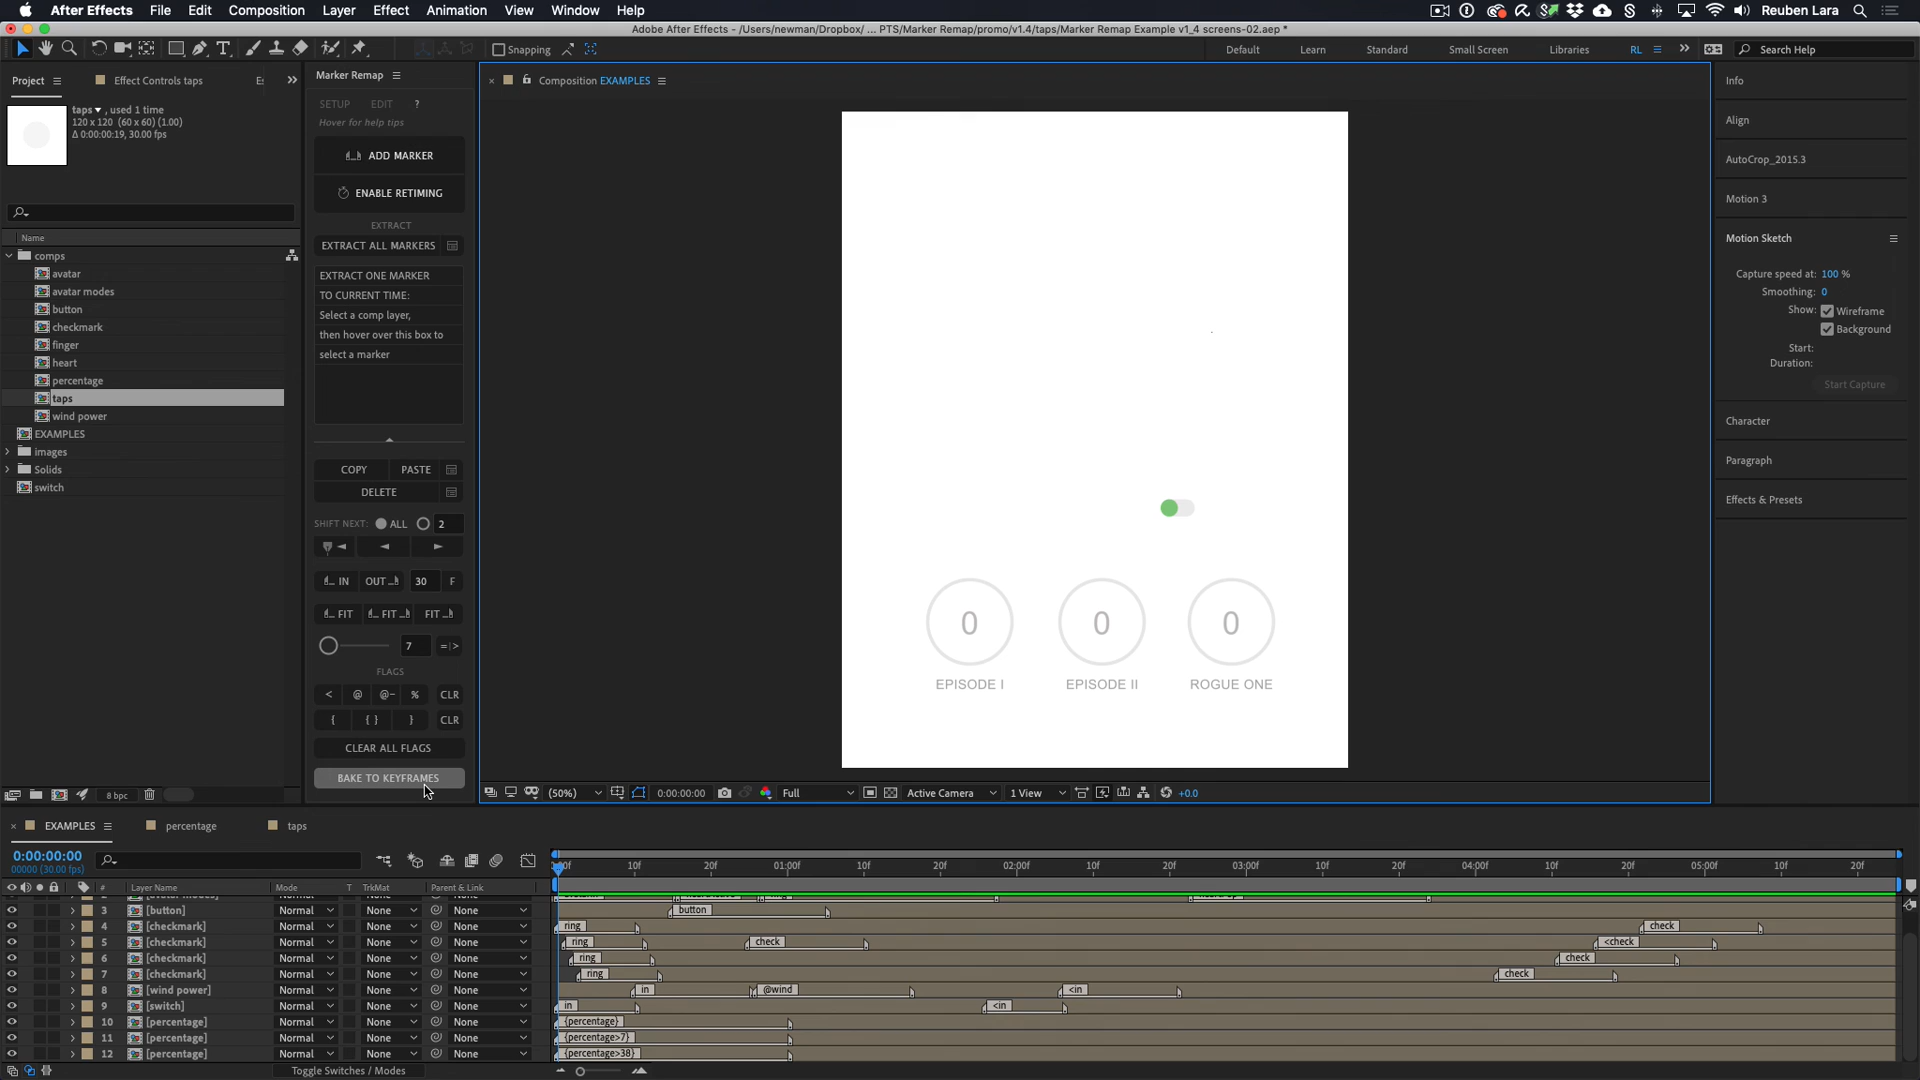 After Effects File Edit Composition Layer Effect Animation View Window Help Reuben Lara
Adobe After Effects - /Users/newman/Dropbox/ ... PTS/Marker Remap/promo/v1.4/taps/Marker Remap Example v1_4 screens-02.aep *
Snapping Default Learn Standard Small Screen Libraries RL Search Help
Project Effect Controls taps
taps , used 1 time
120 x 120 (60 x 60) (1.00)
Δ 0:00:00:19, 30.00 fps
Name
comps
avatar
avatar modes
button
checkmark
finger
heart
percentage
taps
wind power
EXAMPLES
images
Solids
switch
8 bpc
Marker Remap
SETUP EDIT ?
Hover for help tips
ADD MARKER
ENABLE RETIMING
EXTRACT
EXTRACT ALL MARKERS
EXTRACT ONE MARKER
TO CURRENT TIME:
Select a comp layer,
then hover over this box to
select a marker
COPY PASTE
DELETE
SHIFT NEXT: ALL 2
IN OUT 30 F
FIT FIT FIT
7 =|>
FLAGS
< @ @- % CLR
{ { } } CLR
CLEAR ALL FLAGS
BAKE TO KEYFRAMES
Composition EXAMPLES
0 0 0
EPISODE I EPISODE II ROGUE ONE
(50%) 0:00:00:00 Full Active Camera 1 View +0.0
Info
Align
AutoCrop_2015.3
Motion 3
Motion Sketch
Capture speed at: 100 %
Smoothing: 0
Show: Wireframe
Background
Start:
Duration:
Start Capture
Character
Paragraph
Effects & Presets
EXAMPLES percentage taps
0:00:00:00
00000 (30.00 fps)
10f 20f 01:00f 10f 20f 02:00f 10f 20f 03:00f 10f 20f 04:00f 10f 20f 05:00f 10f 20f
# Layer Name Mode T TrkMat Parent & Link
3 [button] Normal None None button
4 [checkmark] Normal None None ring check
5 [checkmark] Normal None None ring check <check
6 [checkmark] Normal None None ring check
7 [checkmark] Normal None None ring check
8 [wind power] Normal None None in @wind <in
9 [switch] Normal None None in <in
10 [percentage] Normal None None {percentage}
11 [percentage] Normal None None {percentage>7}
12 [percentage] Normal None None {percentage>38}
Toggle Switches / Modes